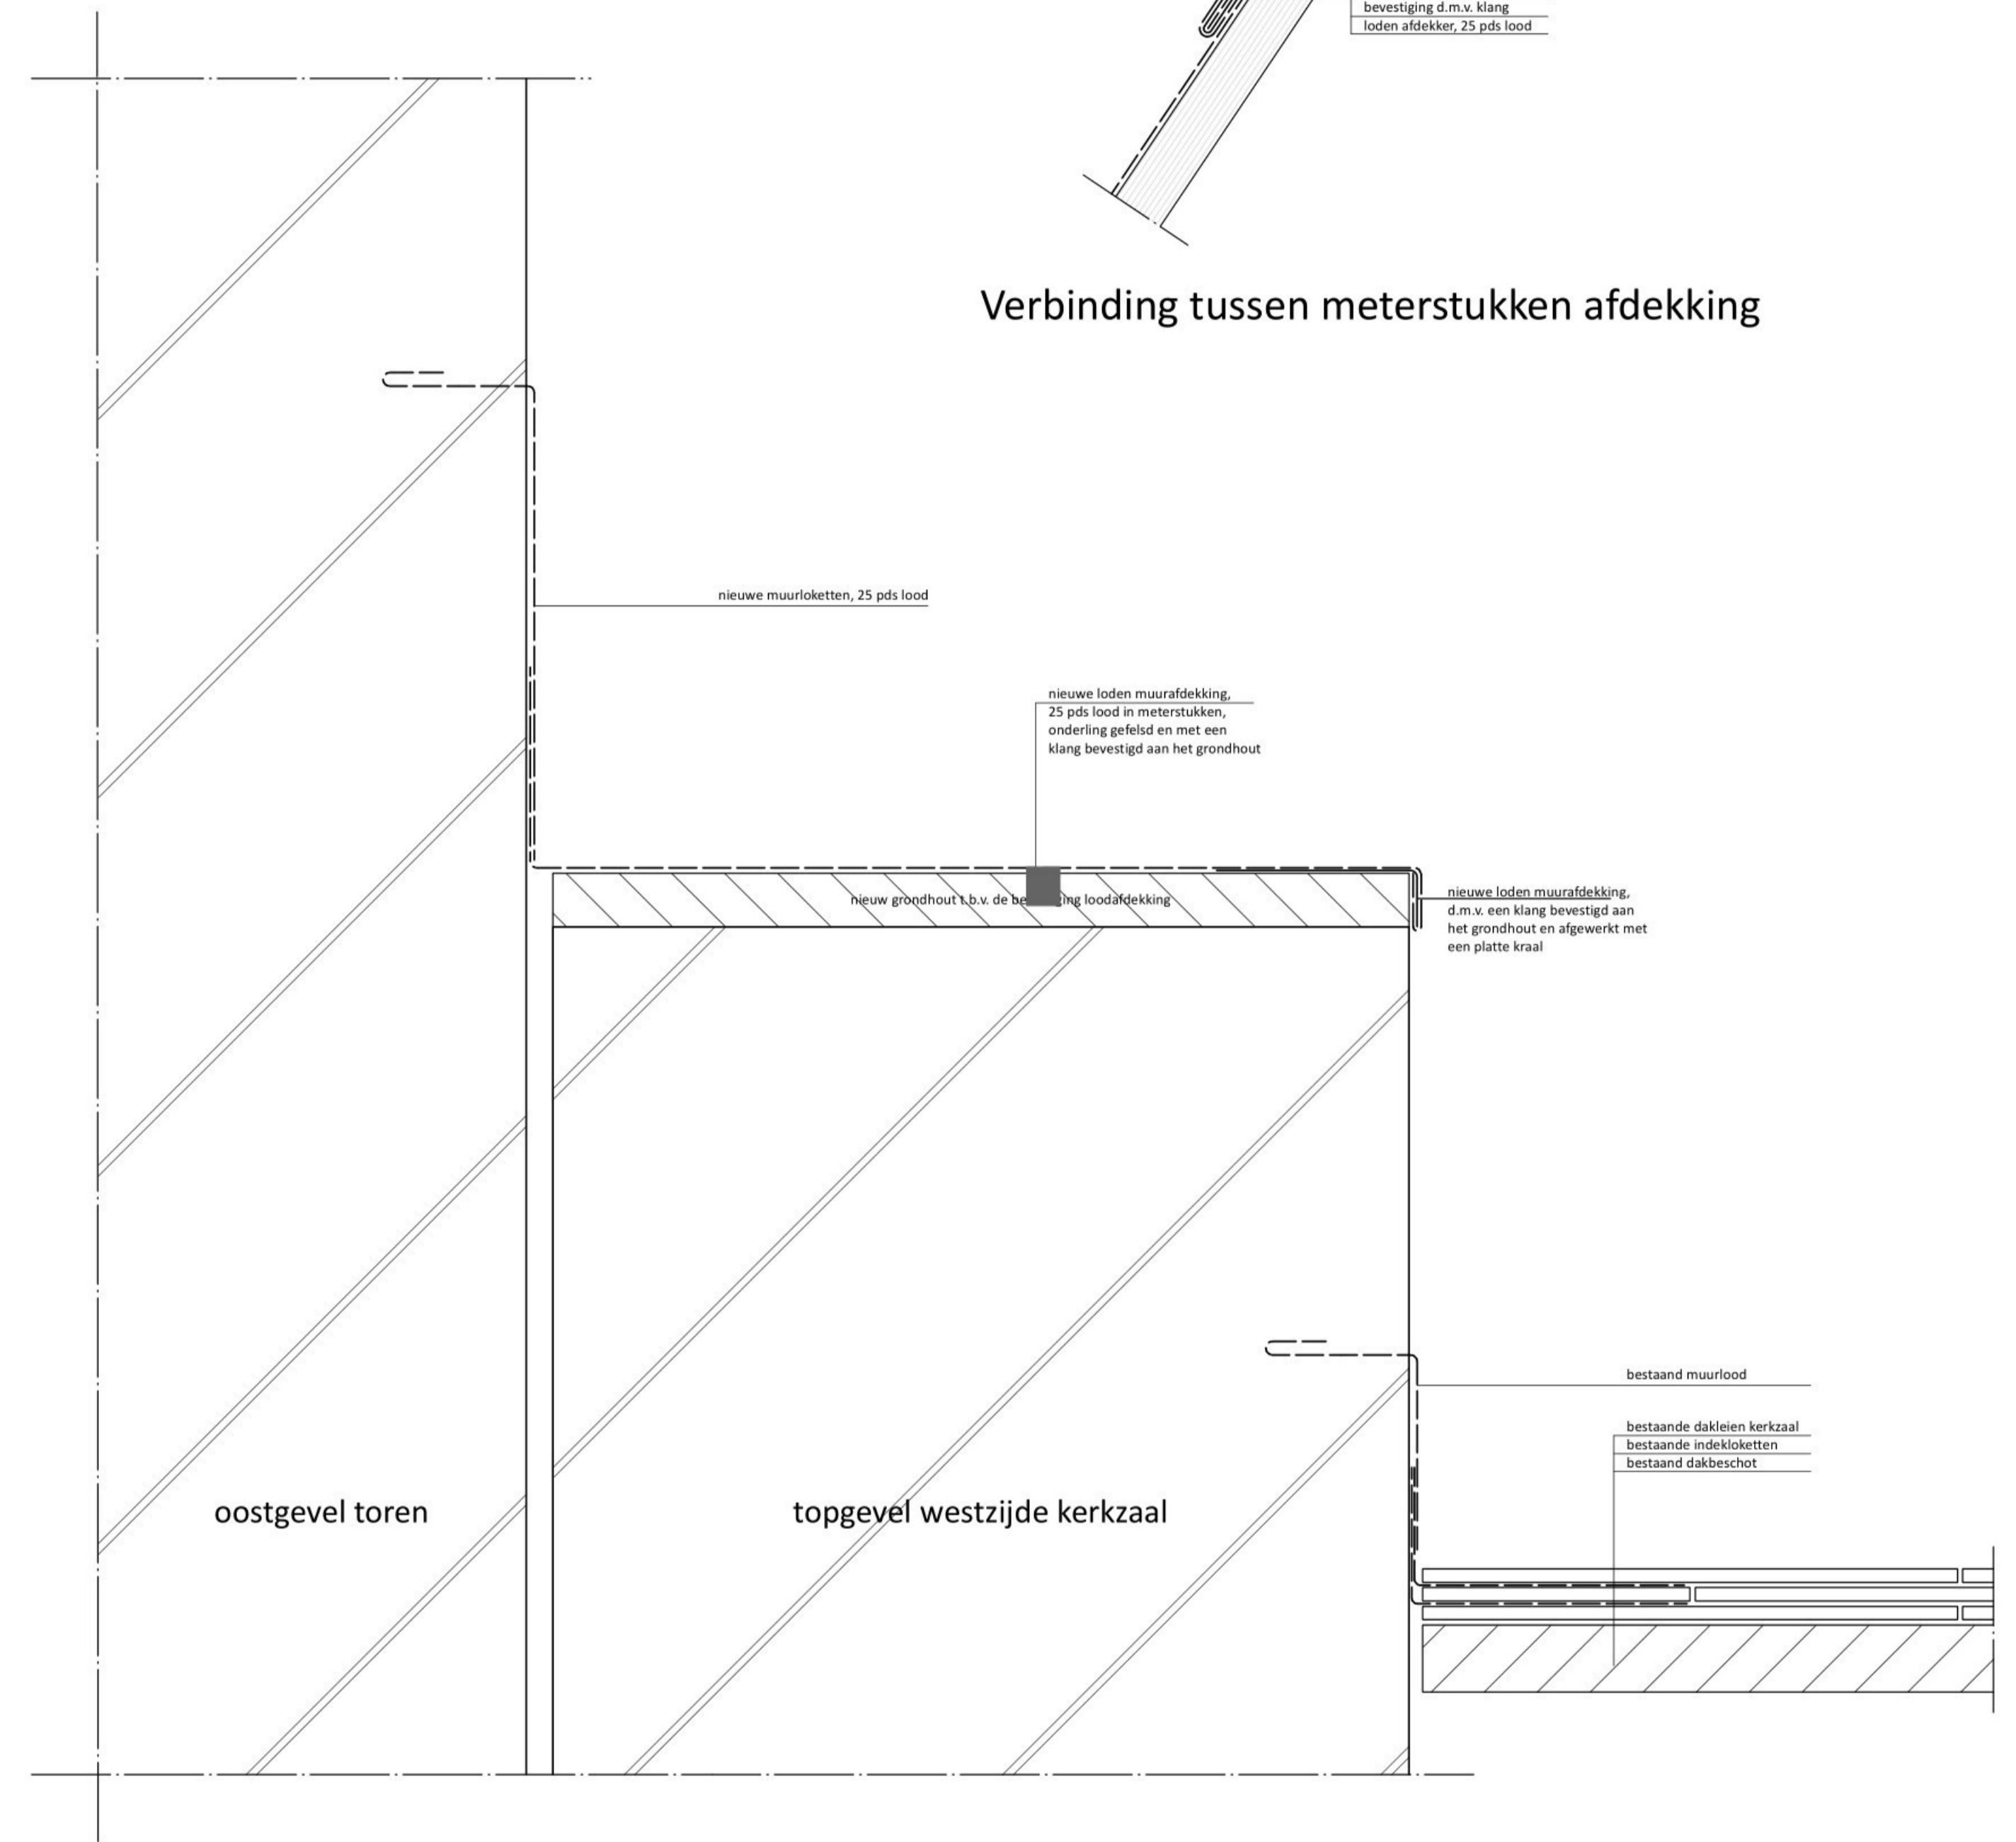 bevestiging d.m.v. klang
loden afdekker, 25 pds lood
Verbinding tussen meterstukken afdekking
nieuwe muurloketten, 25 pds lood
nieuwe loden muurafdekking,
25 pds lood in meterstukken,
onderling gefelsd en met een
klang bevestigd aan het grondhout
nieuw grondhout t.b.v. de loodafdekking
nieuwe loden muurafdekking,
d.m.v. een klang bevestigd aan
het grondhout en afgewerkt met
een platte kraal
bestaand muurlood
bestaande dakleien kerkzaal
bestaande indekloketten
bestaand dakbeschot
oostgevel toren
topgevel westzijde kerkzaal